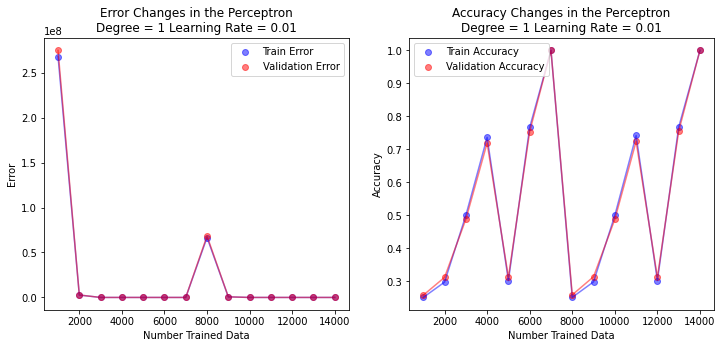 Error Changes in the Perceptron
Degree = 1 Learning Rate = 0.01
1e8
2.5
2.0
1.5
1.0
0.5
0.0
Error
Train Error
Validation Error
2000 4000 6000 8000 10000 12000 14000
Number Trained Data
Accuracy Changes in the Perceptron
Degree = 1 Learning Rate = 0.01
1.0
0.9
0.8
0.7
0.6
0.5
0.4
0.3
Accuracy
Train Accuracy
Validation Accuracy
2000 4000 6000 8000 10000 12000 14000
Number Trained Data